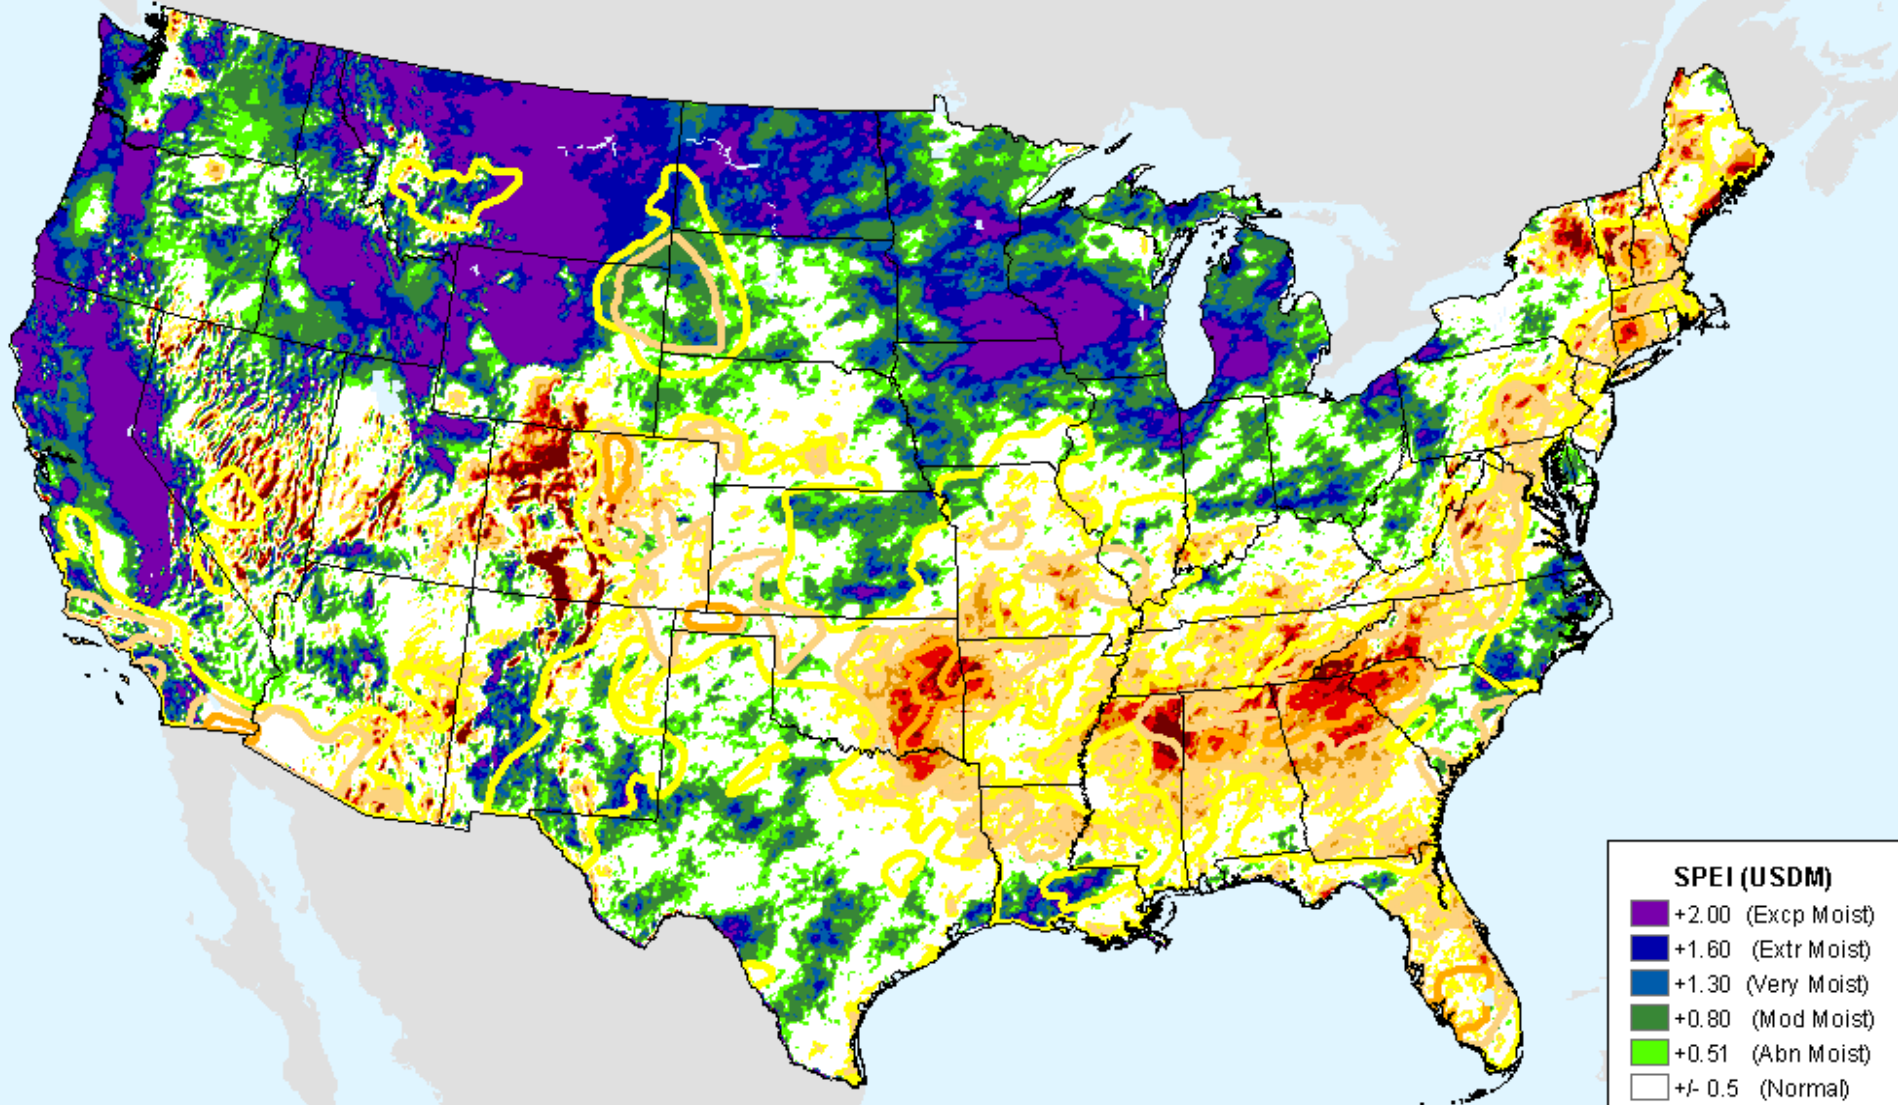 SPEI (USDM)
+2.00 (Excp Moist)
+1.60 (Extr Moist)
+1.30 (Very Moist)
+0.80 (Mod Moist)
+0.51 (Abn Moist)
+/- 0.5 (Normal)